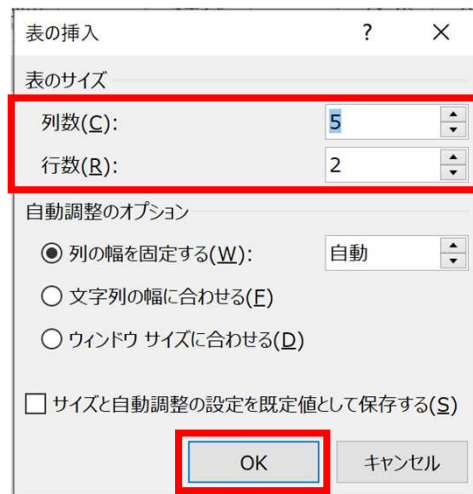 表の挿入 ?
表のサイズ
列数(C): 5
行数(R): 2
自動調整のオプション
列の幅を固定する(W): 自動
文字列の幅に合わせる(F)
ウィンドウ サイズに合わせる(D)
サイズと自動調整の設定を既定値として保存する(S)
OK キャンセル